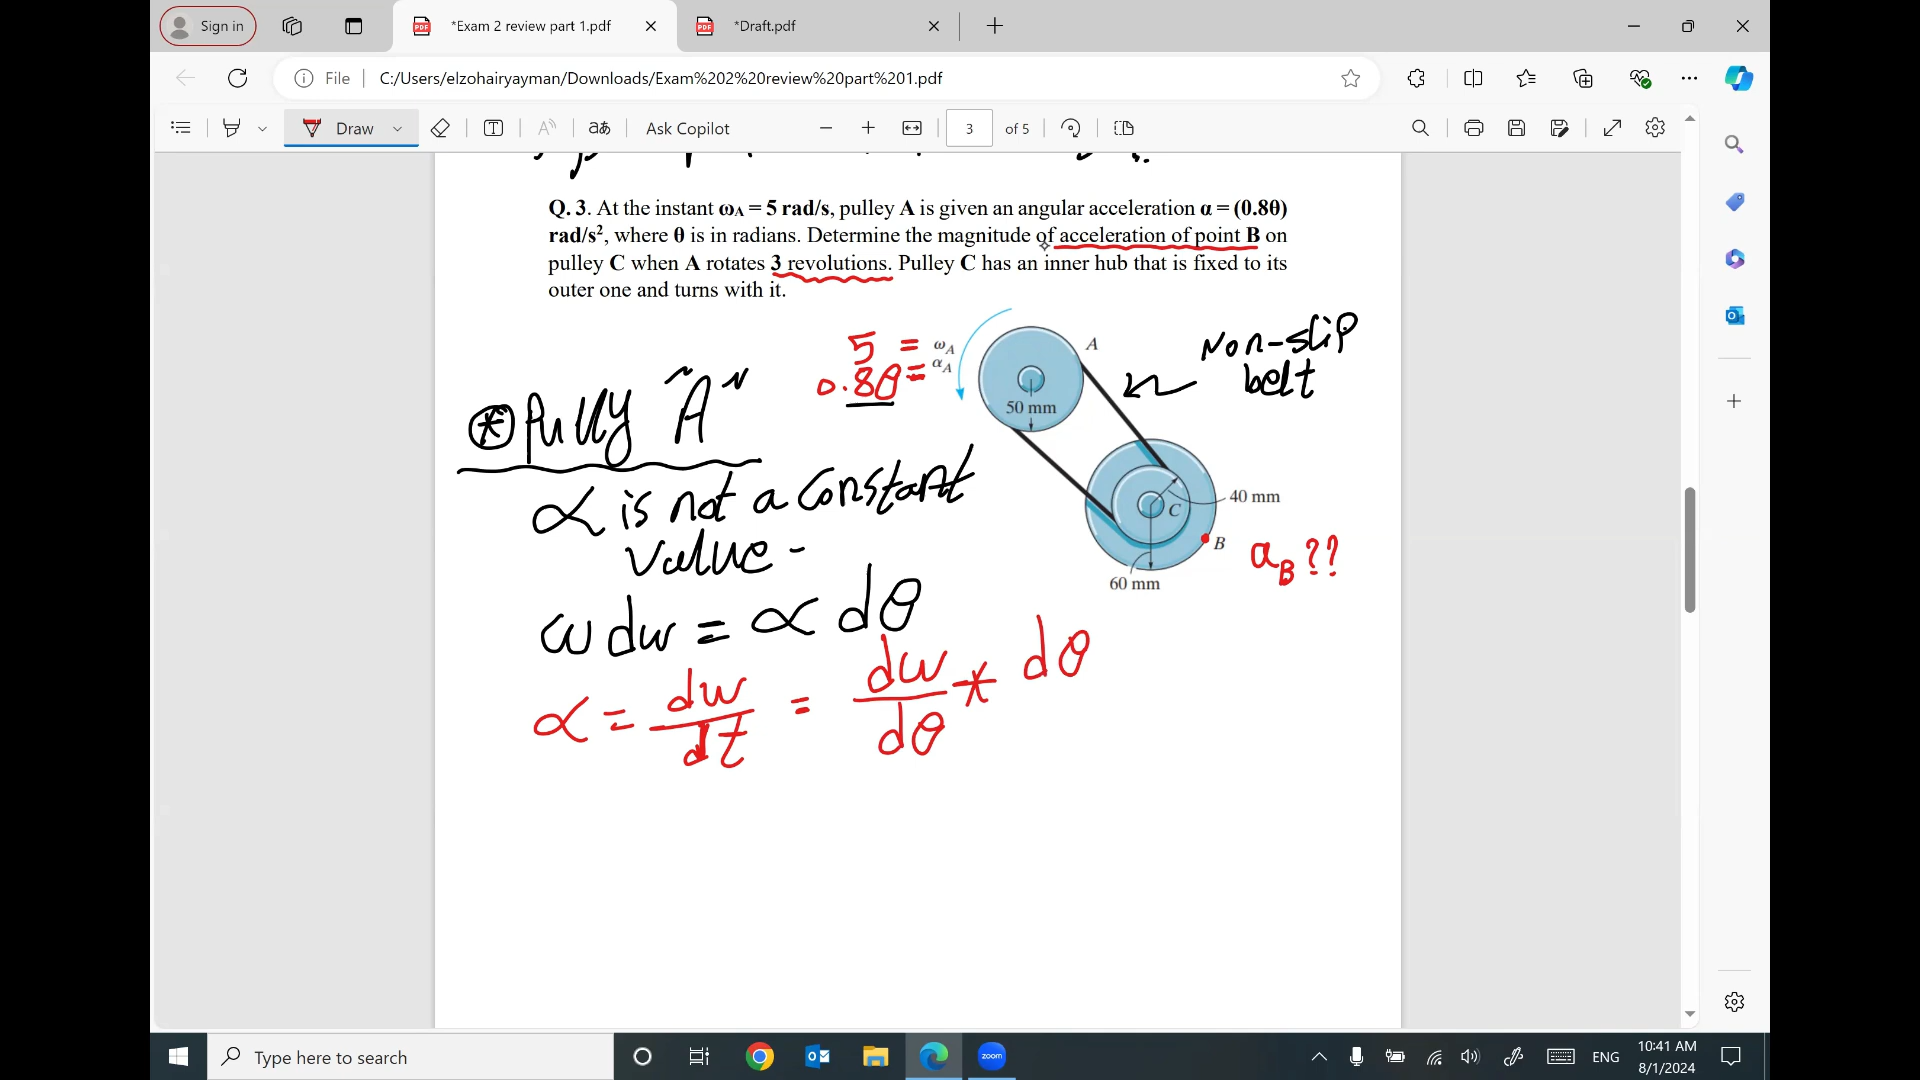 Sign in
*Exam 2 review part 1.pdf
*Draft.pdf
File
C:/Users/elzohairyayman/Downloads/Exam%202%20review%20part%201.pdf
Draw
Ask Copilot
3
of 5
Q. 3. At the instant ωA = 5 rad/s, pulley A is given an angular acceleration α = (0.8θ)
rad/s², where θ is in radians. Determine the magnitude of acceleration of point B on
pulley C when A rotates 3 revolutions. Pulley C has an inner hub that is fixed to its
outer one and turns with it.
5 = ωA
0.8θ = αA
A
Non-slip
belt
50 mm
⊛ Pully "A"
α is not a constant
value -
40 mm
C
B
aB ??
60 mm
ω dω = α dθ
α = dω/dt = dω/dθ * dθ
Type here to search
zoom
ENG
10:41 AM
8/1/2024